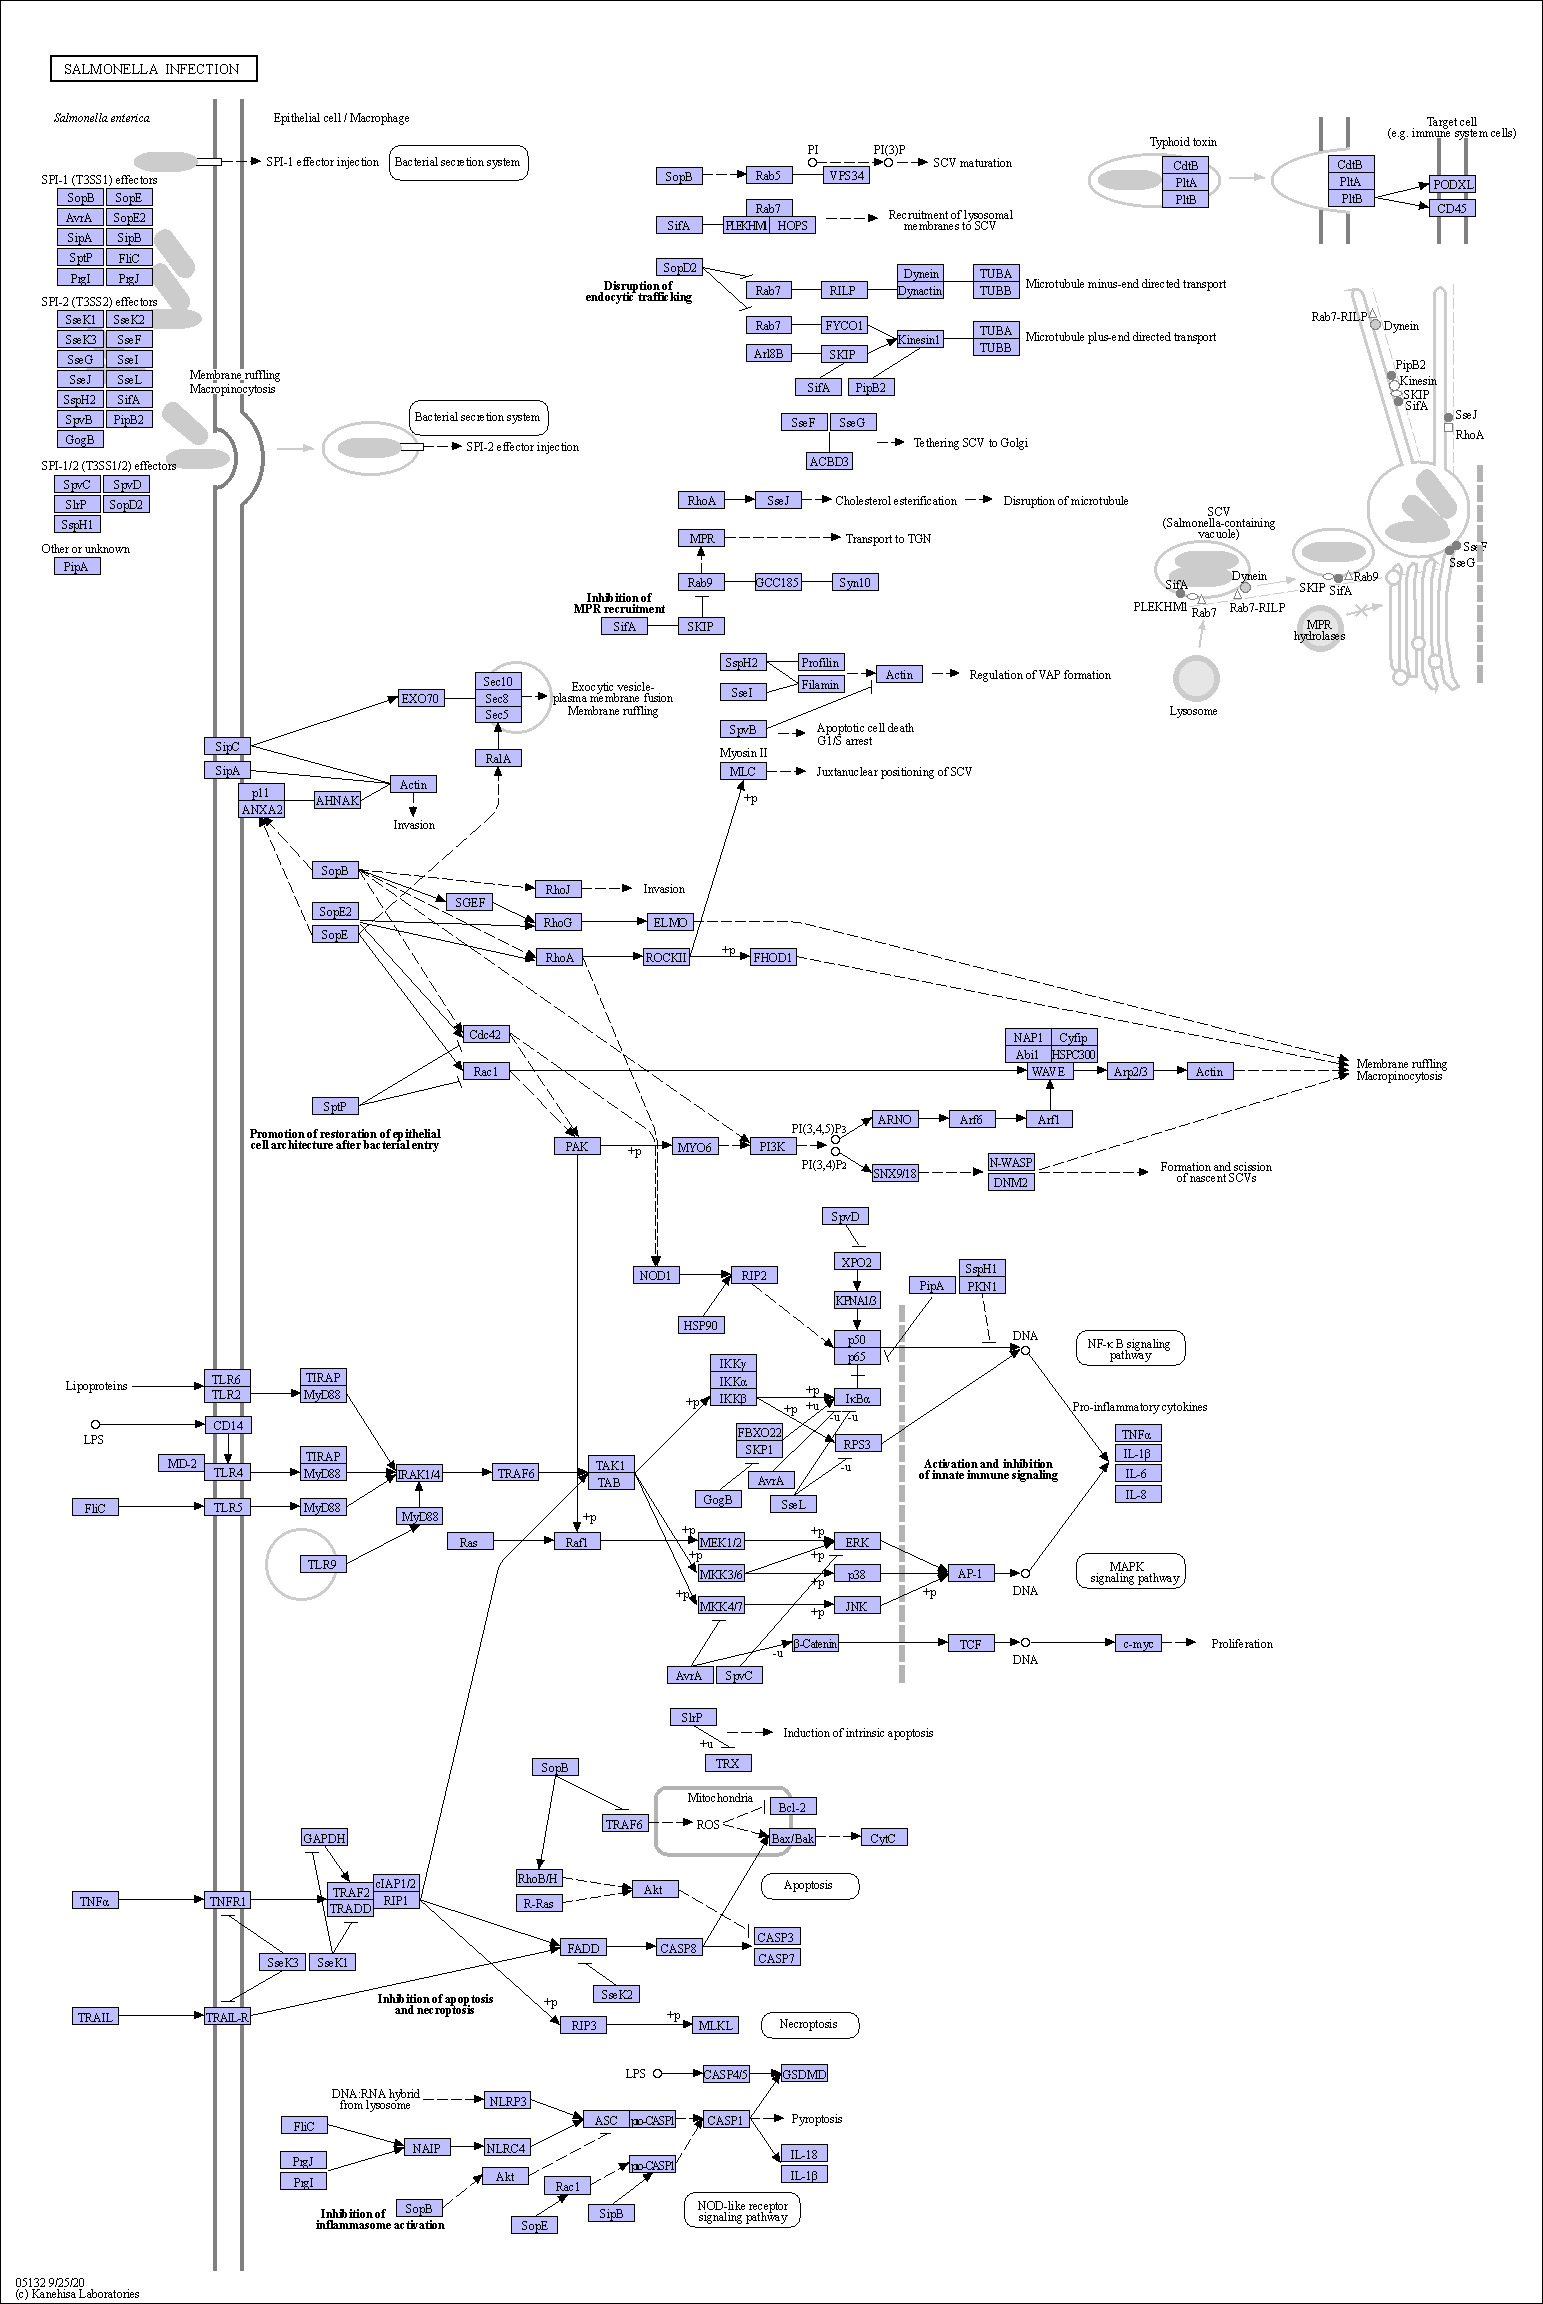 SALMONELLA INFECTION
Salmonella enterica
Epithelial cell / Macrophage
SPI-1 effector injection
Bacterial secretion system
SPI-1 (T3SS1) effectors
SopB SopE
AvrA SopE2
SipA SipB
SptP FliC
PrgI PrgJ
SPI-2 (T3SS2) effectors
SseK1 SseK2
SseK3 SseF
SseG SseI
SseJ SseL
SspH2 SifA
SpvB PipB2
GogB
SPI-1/2 (T3SS1/2) effectors
SpvC SpvD
SlrP SopD2
SspH1
Other or unknown
PipA
Membrane ruffling
Macropinocytosis
Bacterial secretion system
SPI-2 effector injection
PI PI(3)P
SCV maturation
SopB Rab5 VPS34
Rab7
SifA PLEKHM1 HOPS
Recruitment of lysosomal
membranes to SCV
SopD2
Disruption of
endocytic trafficking
Rab7 RILP
Dynein
Dynactin
TUBA
TUBB
Microtubule minus-end directed transport
Rab7 FYCO1
Arl8B SKIP
Kinesin1
TUBA
TUBB
Microtubule plus-end directed transport
SifA PipB2
SseF SseG
ACBD3
Tethering SCV to Golgi
RhoA SseJ
Cholesterol esterification
Disruption of microtubule
MPR
Transport to TGN
Rab9 GCC185 Syn10
Inhibition of
MPR recruitment
SifA SKIP
Typhoid toxin
CdtB
PltA
PltB
CdtB
PltA
PltB
Target cell
(e.g. immune system cells)
PODXL
CD45
Rab7-RILP
Dynein
PipB2
Kinesin
SKIP
SifA
SseJ
RhoA
SCV
(Salmonella-containing
vacuole)
SseF
SseG
SifA
Dynein
PLEKHM1
Rab7
Rab7-RILP
SKIP
SifA
Rab9
MPR
hydrolases
Lysosome
SspH2 Profilin
SseI Filamin
Actin
Regulation of VAP formation
SpvB
Apoptotic cell death
G1/S arrest
Myosin II
MLC
Juxtanuclear positioning of SCV
+p
EXO70
Sec10
Sec8
Sec5
Exocytic vesicle-
plasma membrane fusion
Membrane ruffling
RalA
SipC
SipA
p11
ANXA2
AHNAK
Actin
Invasion
SopB
SopE2
SopE
SGEF
RhoJ
Invasion
RhoG ELMO
RhoA ROCKII +p FHOD1
Cdc42
Rac1
SptP
Promotion of restoration of epithelial
cell architecture after bacterial entry
NAP1 Cyfip
Abi1 HSPC300
WAVE
Arp2/3
Actin
Membrane ruffling
Macropinocytosis
PAK +p MYO6 PI3K
PI(3,4,5)P3
PI(3,4)P2
ARNO Arf6 Arf1
SNX9/18
N-WASP
DNM2
Formation and scission
of nascent SCVs
SpvD
XPO2
KPNA1/3
NOD1 RIP2
HSP90
PipA
SspH1
PKN1
p50
p65
DNA
NF-κB signaling
pathway
IKKγ
IKKα
IKKβ
+p
+p
+u
+p
-u
-u
IκBα
FBXO22
SKP1
RPS3
AvrA
GogB
SseL
-u
Pro-inflammatory cytokines
TNFα
IL-1β
IL-6
IL-8
Activation and inhibition
of innate immune signaling
Lipoproteins
TLR6
TLR2
TIRAP
MyD88
LPS
CD14
MD-2
TLR4
TIRAP
MyD88
FliC
TLR5
MyD88
IRAK1/4
MyD88
TLR9
TRAF6
TAK1
TAB
+p
Ras Raf1
+p
MEK1/2
+p
ERK
+p
MKK3/6
+p
p38
+p
+p
MKK4/7
+p
JNK
+p
AP-1
DNA
MAPK
signaling pathway
AvrA
SpvC
-u
β-Catenin
TCF
DNA
c-myc
Proliferation
SlrP
+u
TRX
Induction of intrinsic apoptosis
SopB
TRAF6
Mitochondria
ROS
Bcl-2
Bax/Bak
CytC
RhoB/H
R-Ras
Akt
Apoptosis
GAPDH
TNFα
TNFR1
TRAF2
TRADD
cIAP1/2
RIP1
SseK3
SseK1
FADD
CASP8
CASP3
CASP7
SseK2
TRAIL
TRAIL-R
Inhibition of apoptosis
and necroptosis
+p
RIP3
+p
MLKL
Necroptosis
LPS
CASP4/5
GSDMD
DNA:RNA hybrid
from lysosome
NLRP3
FliC
PrgJ
PrgI
NAIP
NLRC4
ASC pro-CASP1
CASP1
Pyroptosis
IL-18
IL-1β
Akt
SopB
Rac1
pro-CASP1
SopE
SipB
Inhibition of
inflammasome activation
NOD-like receptor
signaling pathway
05132 9/25/20
(c) Kanehisa Laboratories